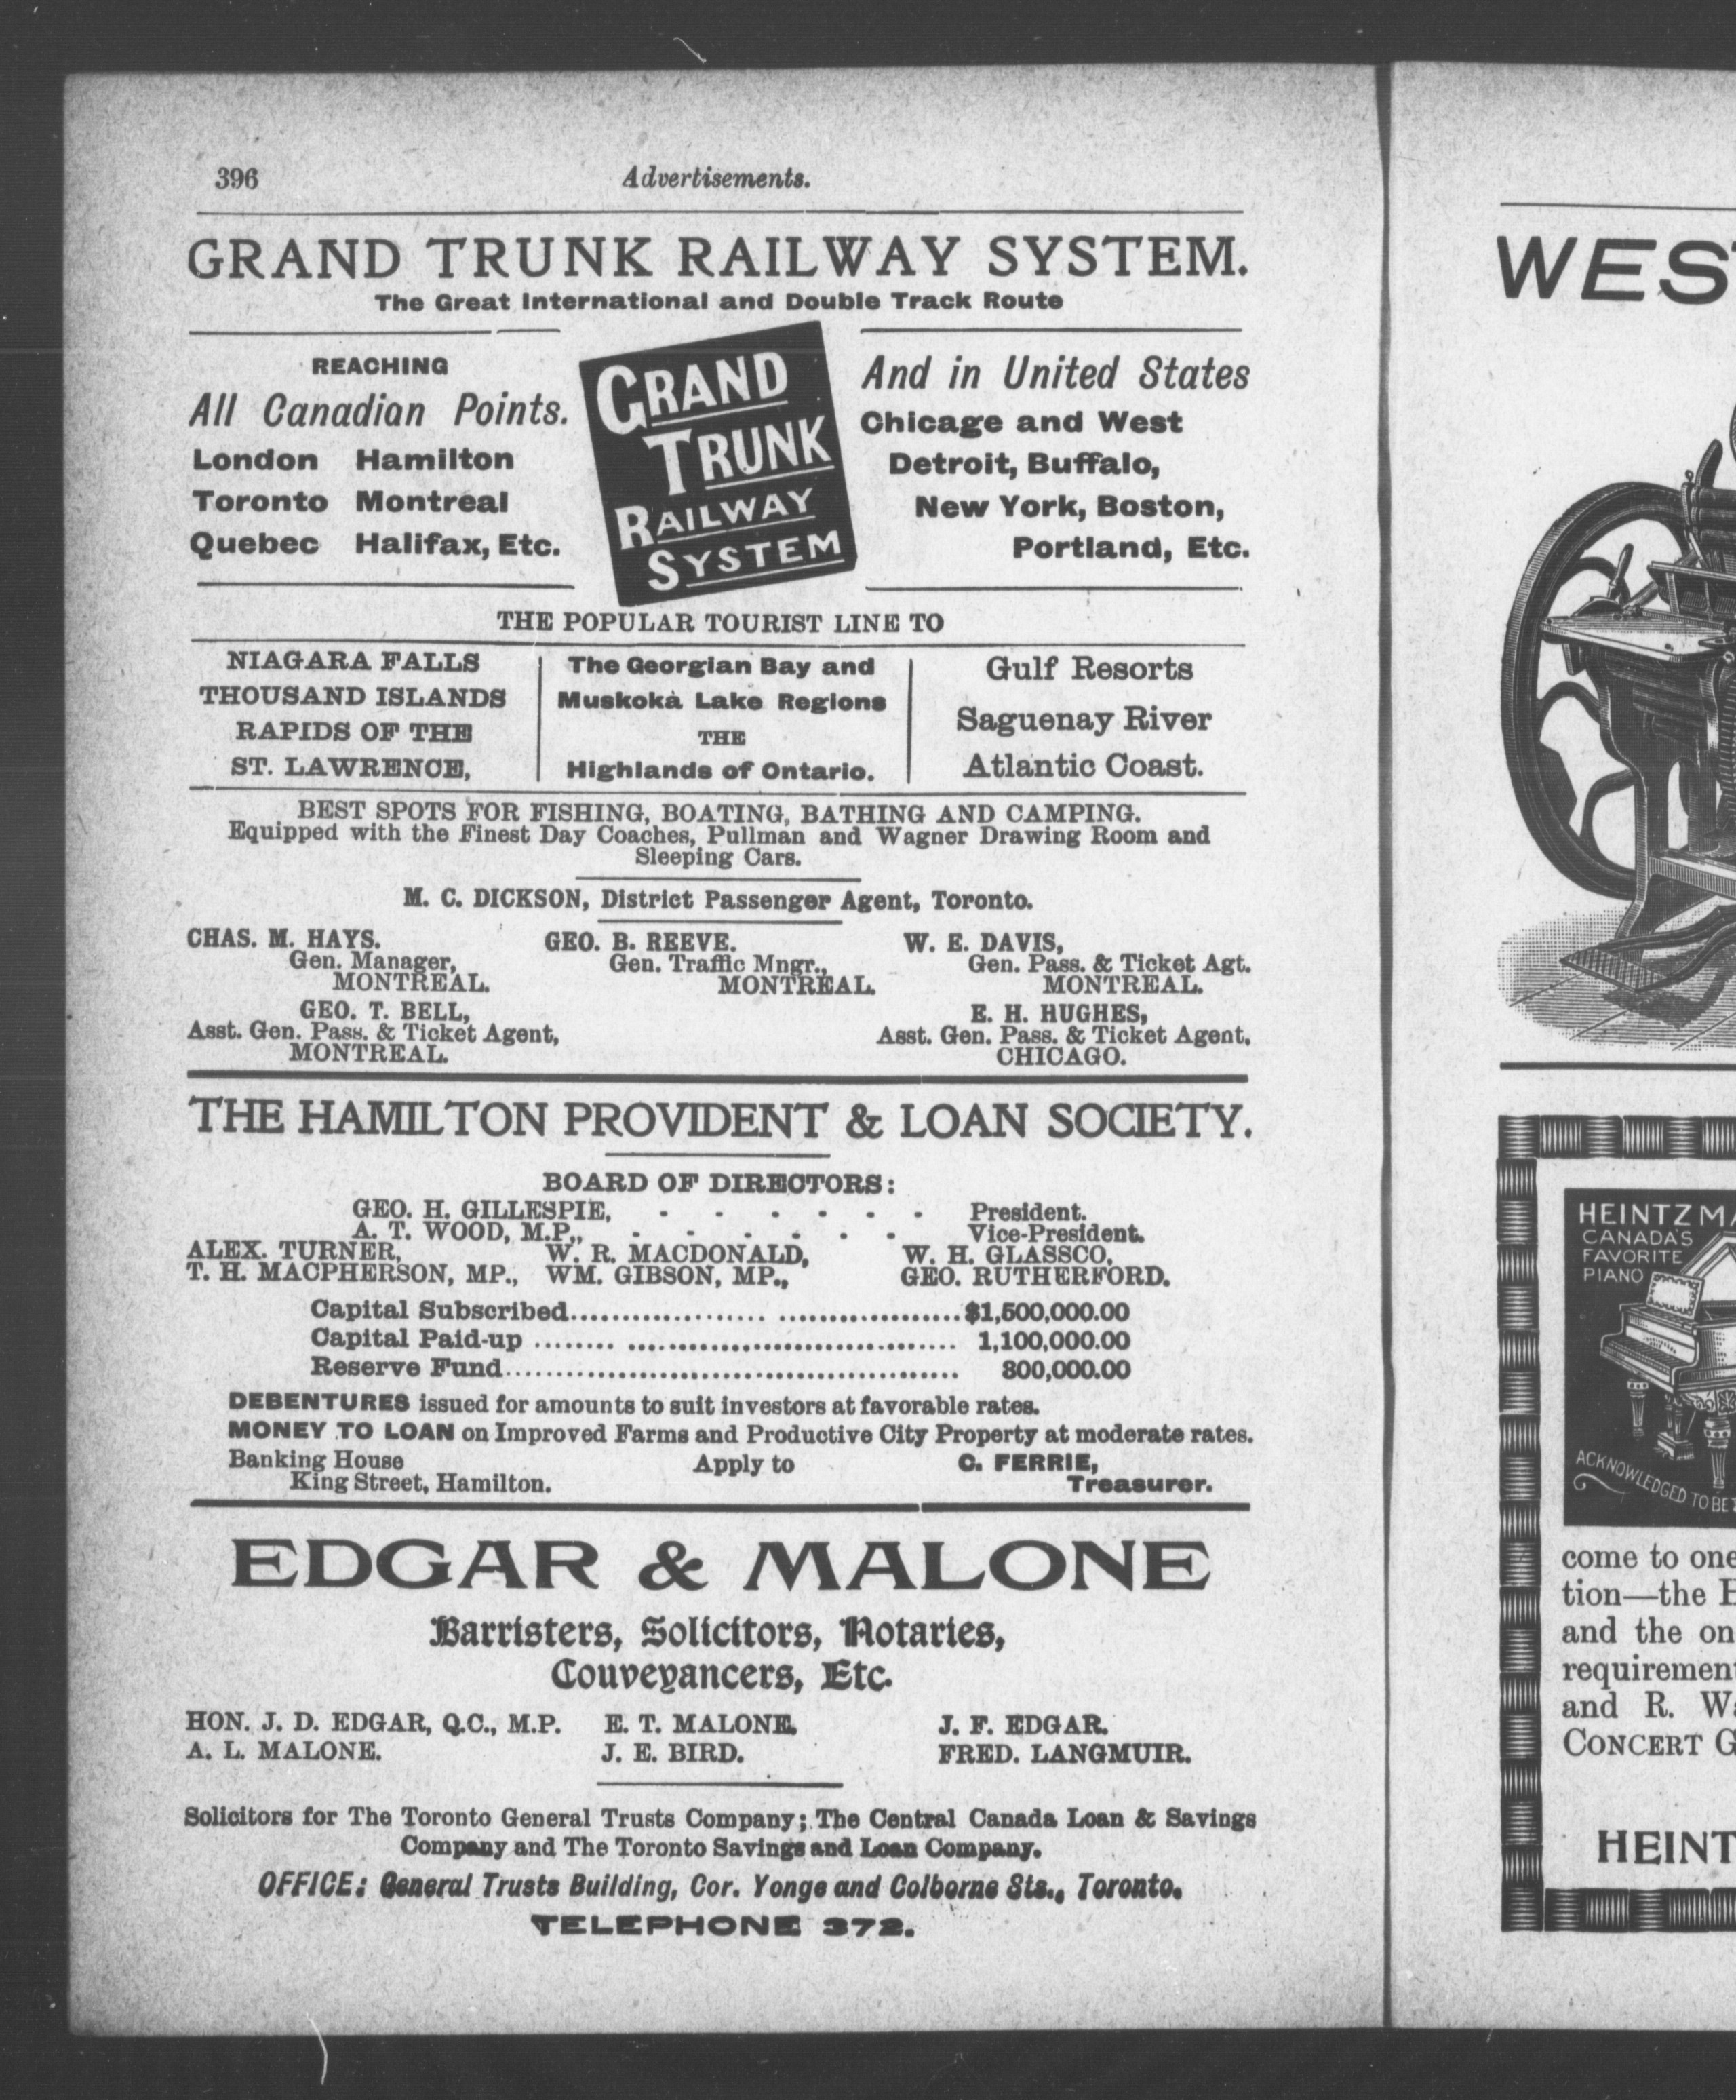 396
Advertisements.
GRAND TRUNK RAILWAY SYSTEM.
The Great International and Double Track Route
REACHING
All Canadian Points.
London Hamilton
Toronto Montreal
Quebec Halifax, Etc.
GRAND
TRUNK
RAILWAY
SYSTEM
And in United States
Chicago and West
Detroit, Buffalo,
New York, Boston,
Portland, Etc.
THE POPULAR TOURIST LINE TO
NIAGARA FALLS
THOUSAND ISLANDS
RAPIDS OF THE
ST. LAWRENCE,
The Georgian Bay and
Muskoka Lake Regions
THE
Highlands of Ontario.
Gulf Resorts
Saguenay River
Atlantic Coast.
BEST SPOTS FOR FISHING, BOATING, BATHING AND CAMPING.
Equipped with the Finest Day Coaches, Pullman and Wagner Drawing Room and
Sleeping Cars.
M. C. DICKSON, District Passenger Agent, Toronto.
CHAS. M. HAYS.
Gen. Manager,
MONTREAL.
GEO. B. REEVE.
Gen. Traffic Mngr.,
MONTREAL.
W. E. DAVIS,
Gen. Pass. & Ticket Agt.
MONTREAL.
GEO. T. BELL,
Asst. Gen. Pass. & Ticket Agent,
MONTREAL.
E. H. HUGHES,
Asst. Gen. Pass. & Ticket Agent,
CHICAGO.
THE HAMILTON PROVIDENT & LOAN SOCIETY.
BOARD OF DIRECTORS:
GEO. H. GILLESPIE, - - - - - - President.
A. T. WOOD, M.P., - - - - - - Vice-President.
ALEX. TURNER, W. R. MACDONALD, W. H. GLASSCO,
T. H. MACPHERSON, MP., WM. GIBSON, MP., GEO. RUTHERFORD.
Capital Subscribed...................... $1,500,000.00
Capital Paid-up ...................... 1,100,000.00
Reserve Fund...................... 800,000.00
DEBENTURES issued for amounts to suit investors at favorable rates.
MONEY TO LOAN on Improved Farms and Productive City Property at moderate rates.
Banking House
King Street, Hamilton.
Apply to
C. FERRIE,
Treasurer.
EDGAR & MALONE
Barristers, Solicitors, Notaries,
Couveyancers, Etc.
HON. J. D. EDGAR, Q.C., M.P. E. T. MALONE. J. F. EDGAR.
A. L. MALONE. J. E. BIRD. FRED. LANGMUIR.
Solicitors for The Toronto General Trusts Company; The Central Canada Loan & Savings
Company and The Toronto Savings and Loan Company.
OFFICE: General Trusts Building, Cor. Yonge and Colborne Sts., Toronto.
TELEPHONE 372.
WES
HEINTZMA
CANADA'S
FAVORITE
PIANO
ACKNOWLEDGED TO BE
come to one
tion—the
and the on
requiremen
and R. W
CONCERT G
HEINT